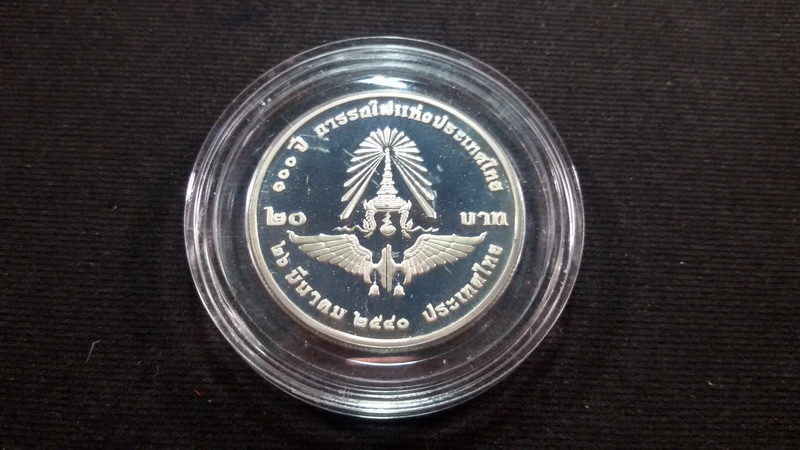 ๑๐๐ ปี การรถไฟแห่งประเทศไทย
๒๐ บาท
๒๖ มีนาคม ๒๕๔๐ ประเทศไทย